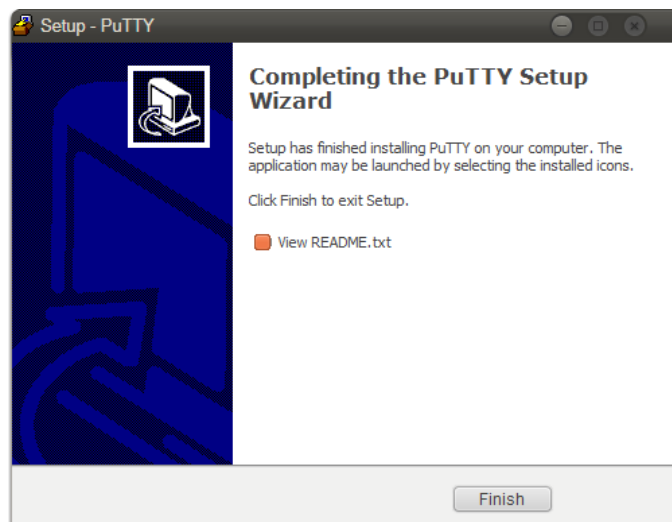 Setup - PuTTY
Completing the PuTTY Setup
Wizard
Setup has finished installing PuTTY on your computer. The
application may be launched by selecting the installed icons.
Click Finish to exit Setup.
View README.txt
Finish